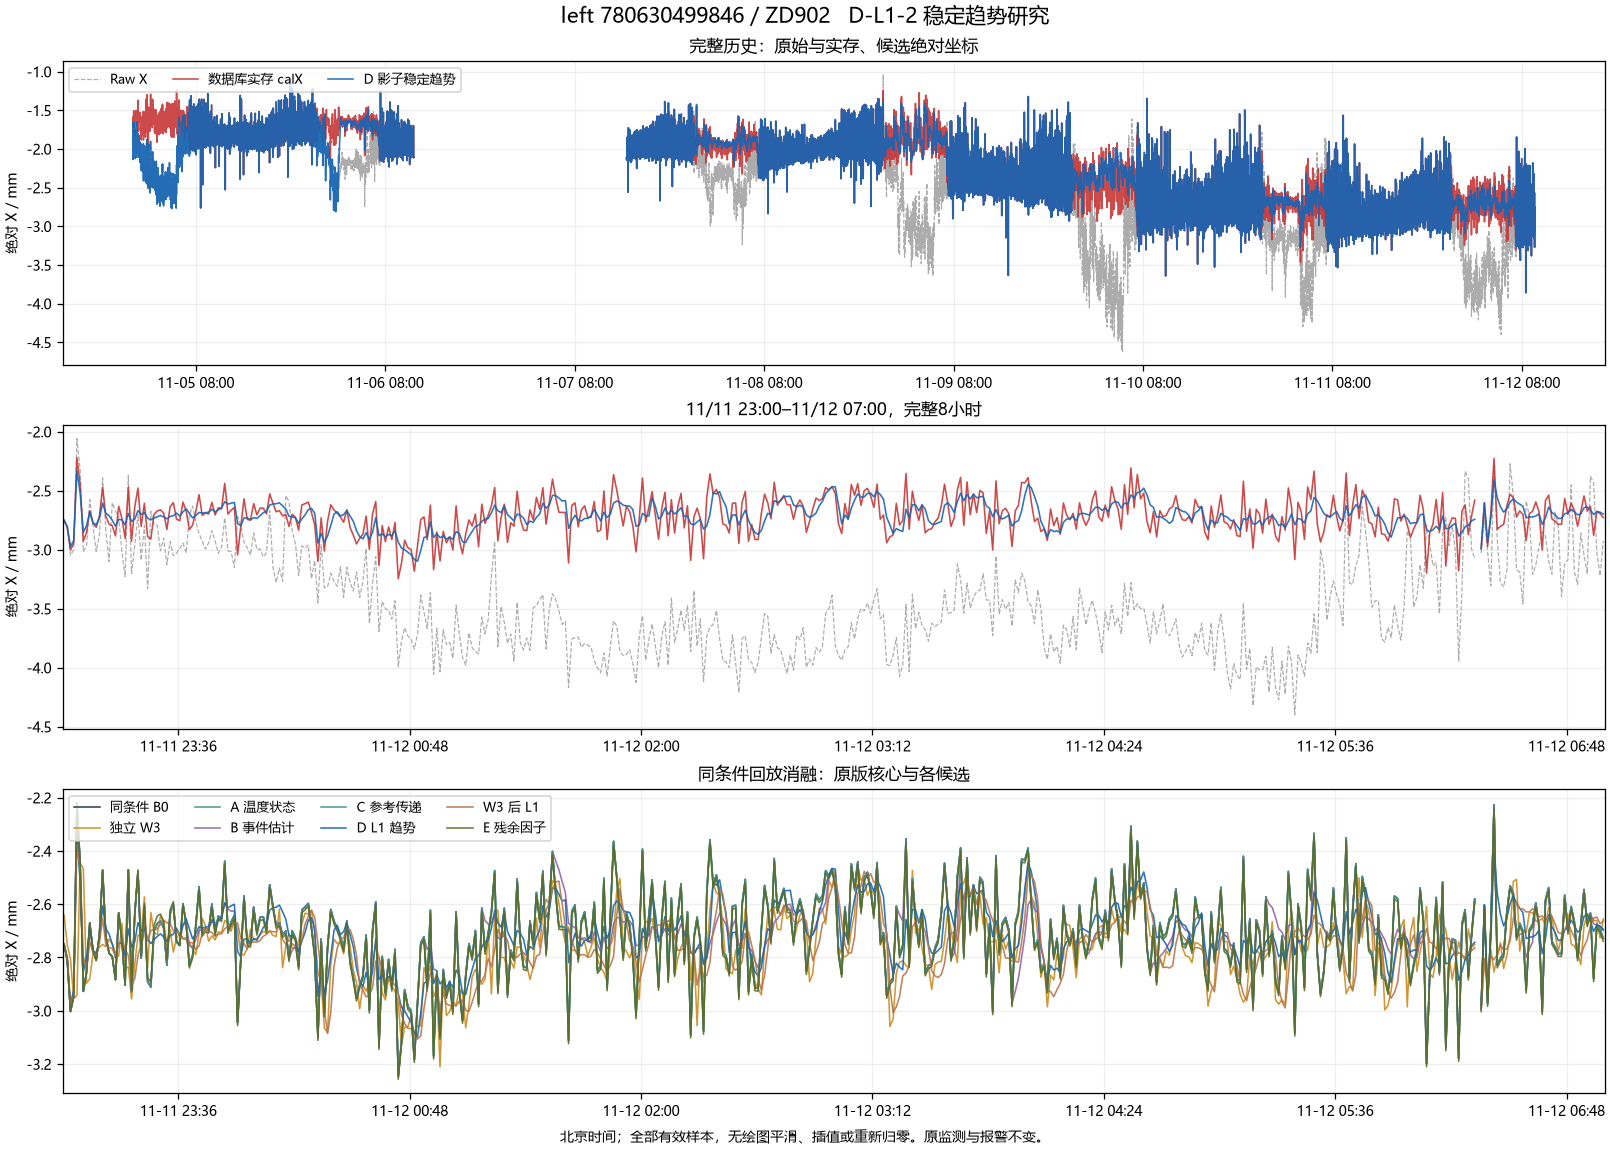 left 780630499846 / ZD902   D-L1-2 稳定趋势研究
完整历史：原始与实存、候选绝对坐标
Raw X
数据库实存 calX
D 影子稳定趋势
绝对 X / mm
-1.0
-1.5
-2.0
-2.5
-3.0
-3.5
-4.0
-4.5
11-05 08:00
11-06 08:00
11-07 08:00
11-08 08:00
11-09 08:00
11-10 08:00
11-11 08:00
11-12 08:00
11/11 23:00–11/12 07:00，完整8小时
绝对 X / mm
-2.0
-2.5
-3.0
-3.5
-4.0
-4.5
11-11 23:36
11-12 00:48
11-12 02:00
11-12 03:12
11-12 04:24
11-12 05:36
11-12 06:48
同条件回放消融：原版核心与各候选
同条件 B0
A 温度状态
C 参考传递
W3 后 L1
独立 W3
B 事件估计
D L1 趋势
E 残余因子
绝对 X / mm
-2.2
-2.4
-2.6
-2.8
-3.0
-3.2
11-11 23:36
11-12 00:48
11-12 02:00
11-12 03:12
11-12 04:24
11-12 05:36
11-12 06:48
北京时间；全部有效样本，无绘图平滑、插值或重新归零。原监测与报警不变。